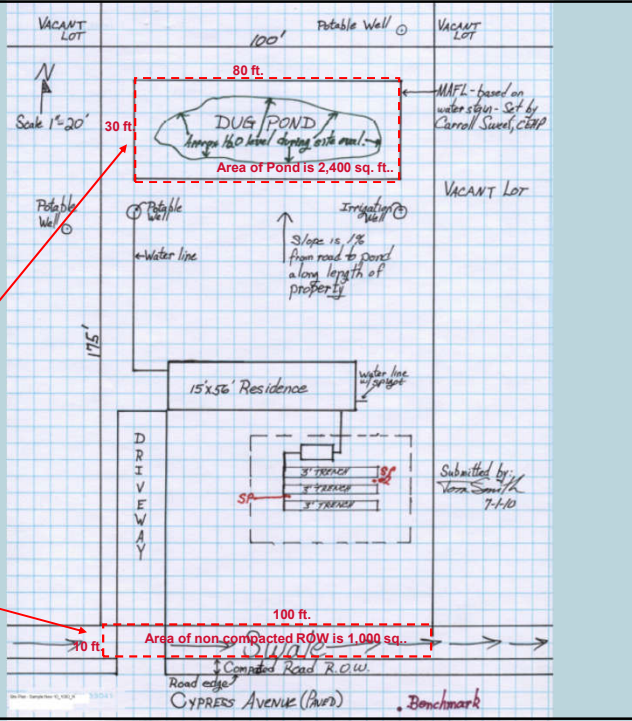 VACANT
LOT
Potable Well
VACANT
LOT
100'
N
Scale 1"=20'
80 ft.
30 ft
DUG POND
Area of Pond is 2,400 sq. ft..
MAFL - based on
water stain - Set by
Carroll Sweet, CEHP
VACANT LOT
Potable
Well
Potable
Well
Irrigation
Well
←Water line
Slope is 1%
from road to pond
along length of
property
175'
15'x56' Residence
Water line
DRIVEWAY
3' TRENCH
3' TRENCH
3' TRENCH
SP
SP
Submitted by:
Tom Smith
7-1-10
100 ft.
10 ft.
Area of non compacted ROW is 1,000 sq..
Swale
Road R.O.W.
Road edge
CYPRESS AVENUE (PAVED)
Benchmark